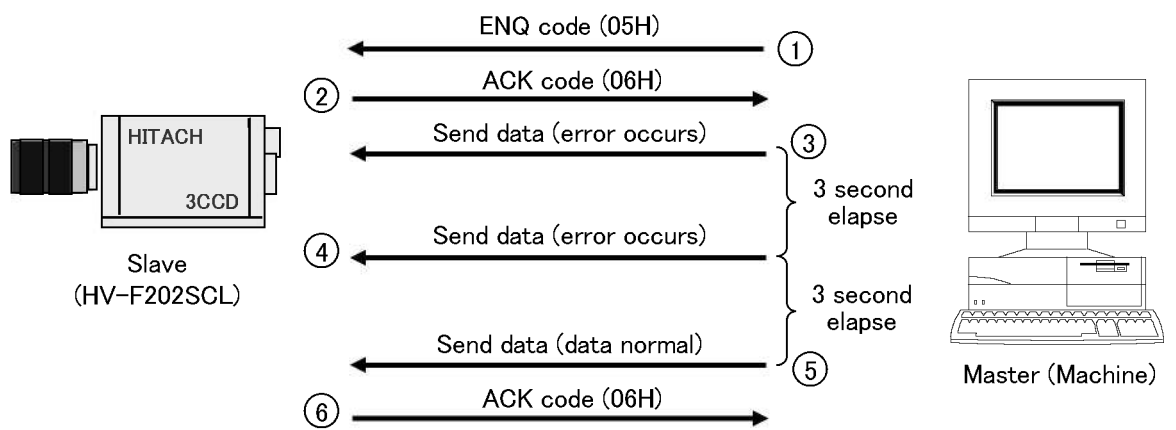 ENQ code (05H)
①
② ACK code (06H)
HITACH
3CCD
Send data (error occurs)
③
3 second
elapse
④ Send data (error occurs)
Slave
(HV-F202SCL)
3 second
elapse
Send data (data normal)
⑤
Master (Machine)
⑥ ACK code (06H)